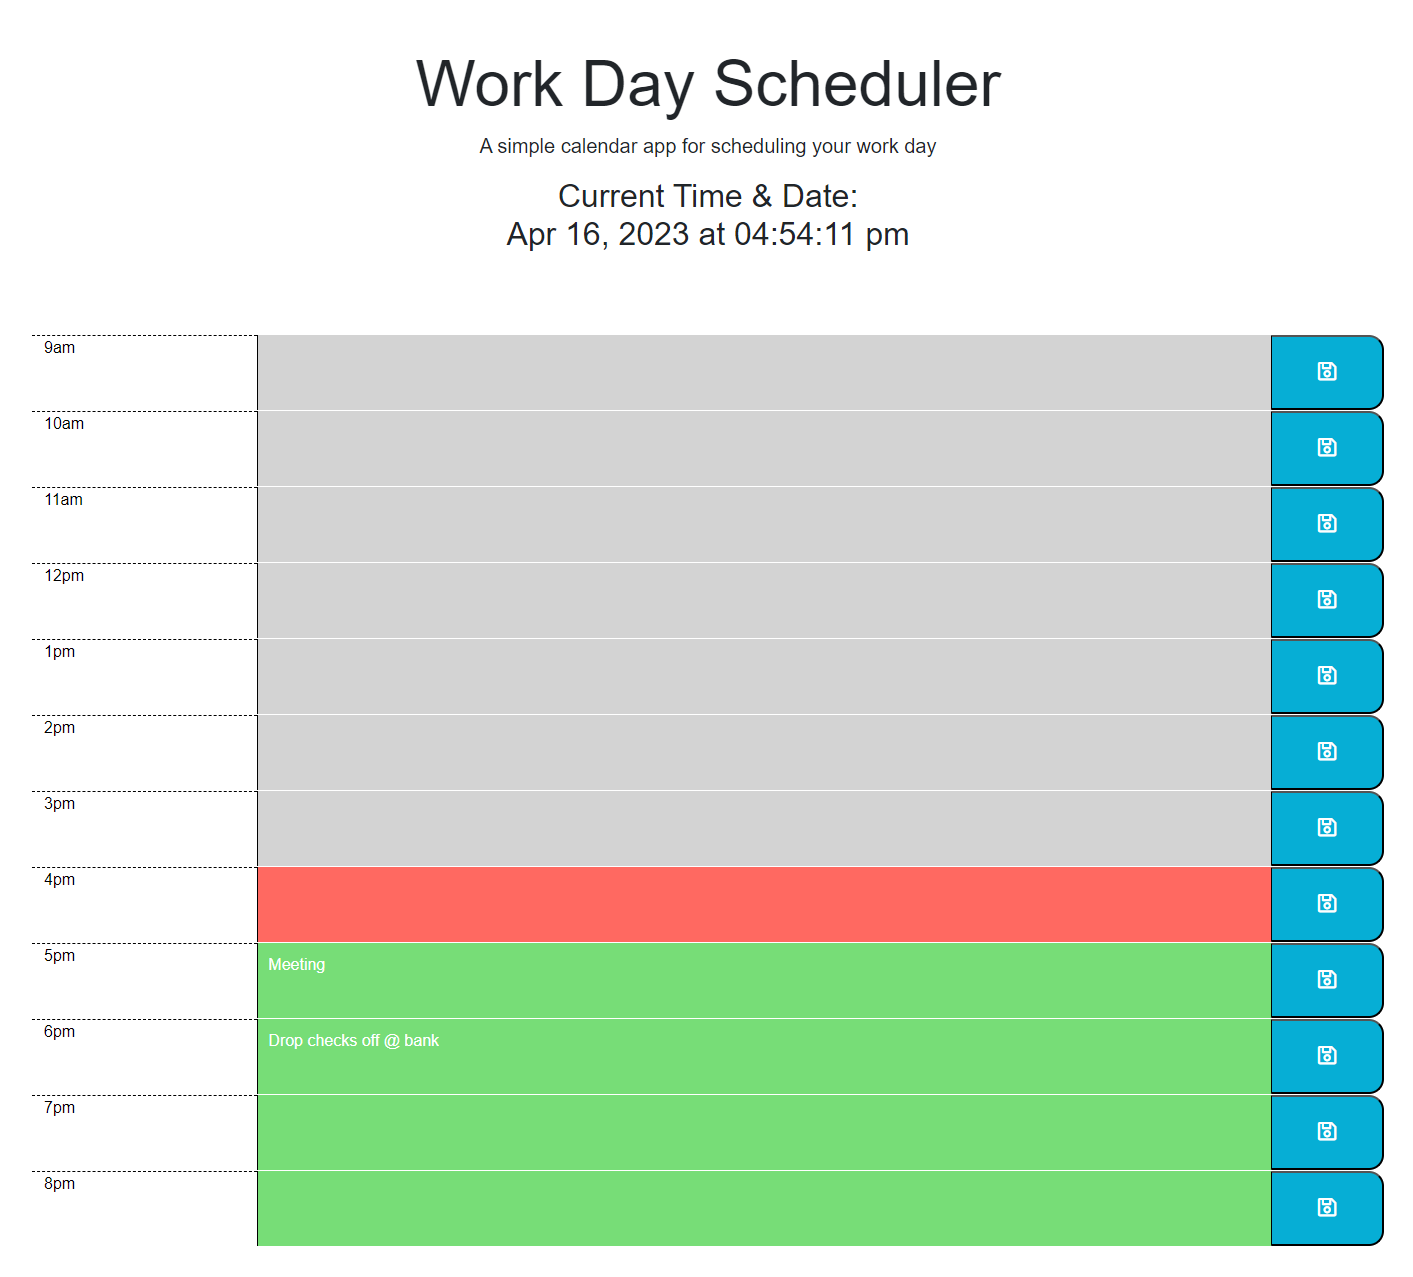 Work Day Scheduler
A simple calendar app for scheduling your work day
Current Time & Date:
Apr 16, 2023 at 04:54:11 pm
9am
10am
11am
12pm
1pm
2pm
3pm
4pm
5pm
Meeting
6pm
Drop checks off @ bank
7pm
8pm